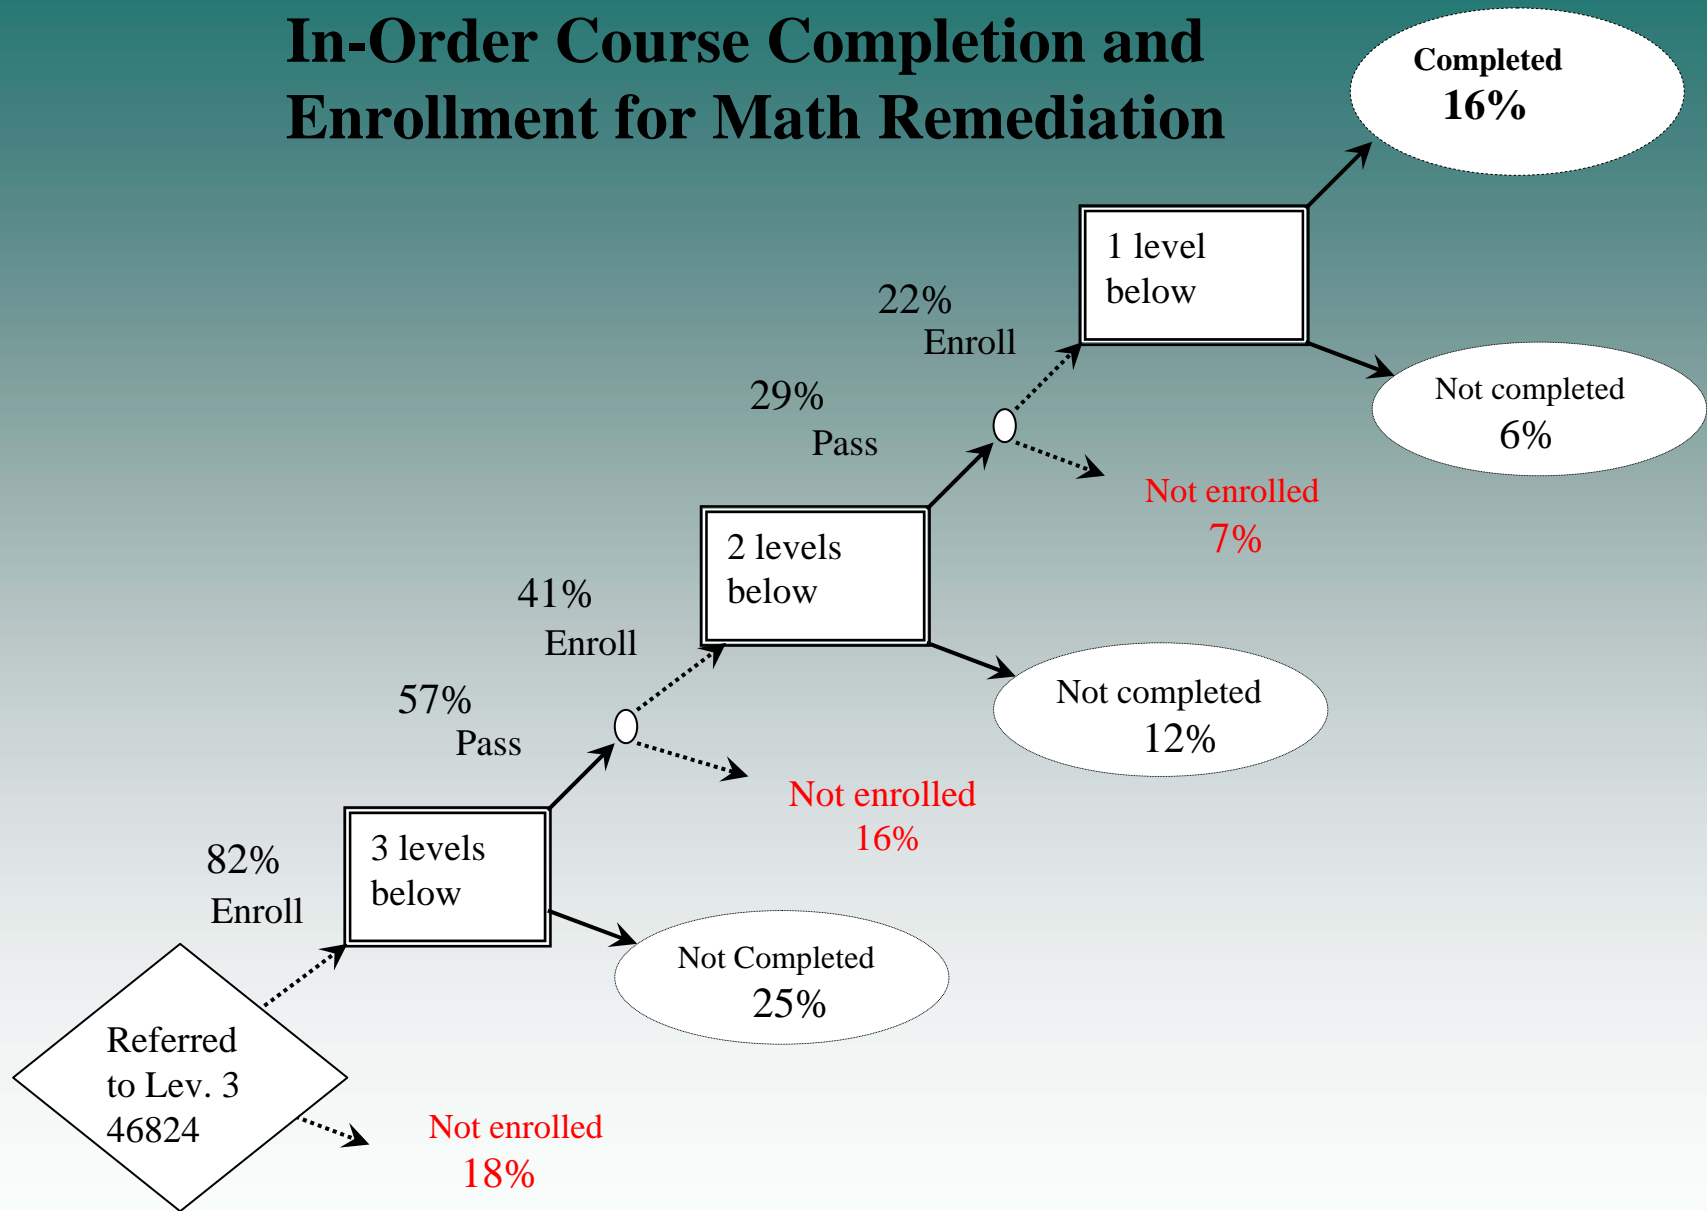 In-Order Course Completion and
Enrollment for Math Remediation
Completed
16%
1 level
below
22%
Enroll
Not completed
6%
29%
Pass
Not enrolled
7%
2 levels
below
41%
Enroll
Not completed
12%
57%
Pass
Not enrolled
16%
3 levels
below
82%
Enroll
Not Completed
25%
Referred
to Lev. 3
46824
Not enrolled
18%